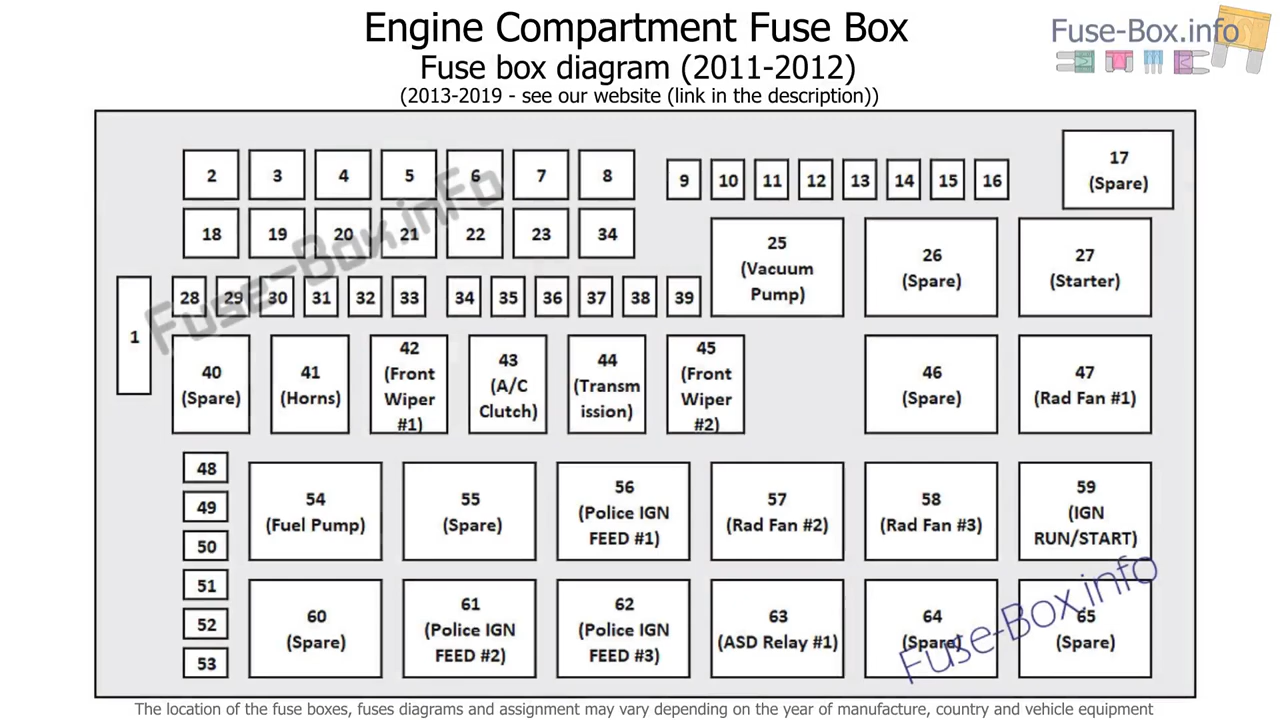 Engine Compartment Fuse Box
Fuse box diagram (2011-2012)
(2013-2019 - see our website (link in the description))
Fuse-Box.info
2 3 4 5 6 7 8
9 10 11 12 13 14 15 16
17
(Spare)
18 19 20 21 22 23 34
25
(Vacuum
Pump)
26
(Spare)
27
(Starter)
1
28 29 30 31 32 33 34 35 36 37 38 39
40
(Spare)
41
(Horns)
42
(Front
Wiper
#1)
43
(A/C
Clutch)
44
(Transm
ission)
45
(Front
Wiper
#2)
46
(Spare)
47
(Rad Fan #1)
48
49
50
51
52
53
54
(Fuel Pump)
55
(Spare)
56
(Police IGN
FEED #1)
57
(Rad Fan #2)
58
(Rad Fan #3)
59
(IGN
RUN/START)
60
(Spare)
61
(Police IGN
FEED #2)
62
(Police IGN
FEED #3)
63
(ASD Relay #1)
64
(Spare)
65
(Spare)
Fuse-Box.inFo
Fuse-Box.info
The location of the fuse boxes, fuses diagrams and assignment may vary depending on the year of manufacture, country and vehicle equipment